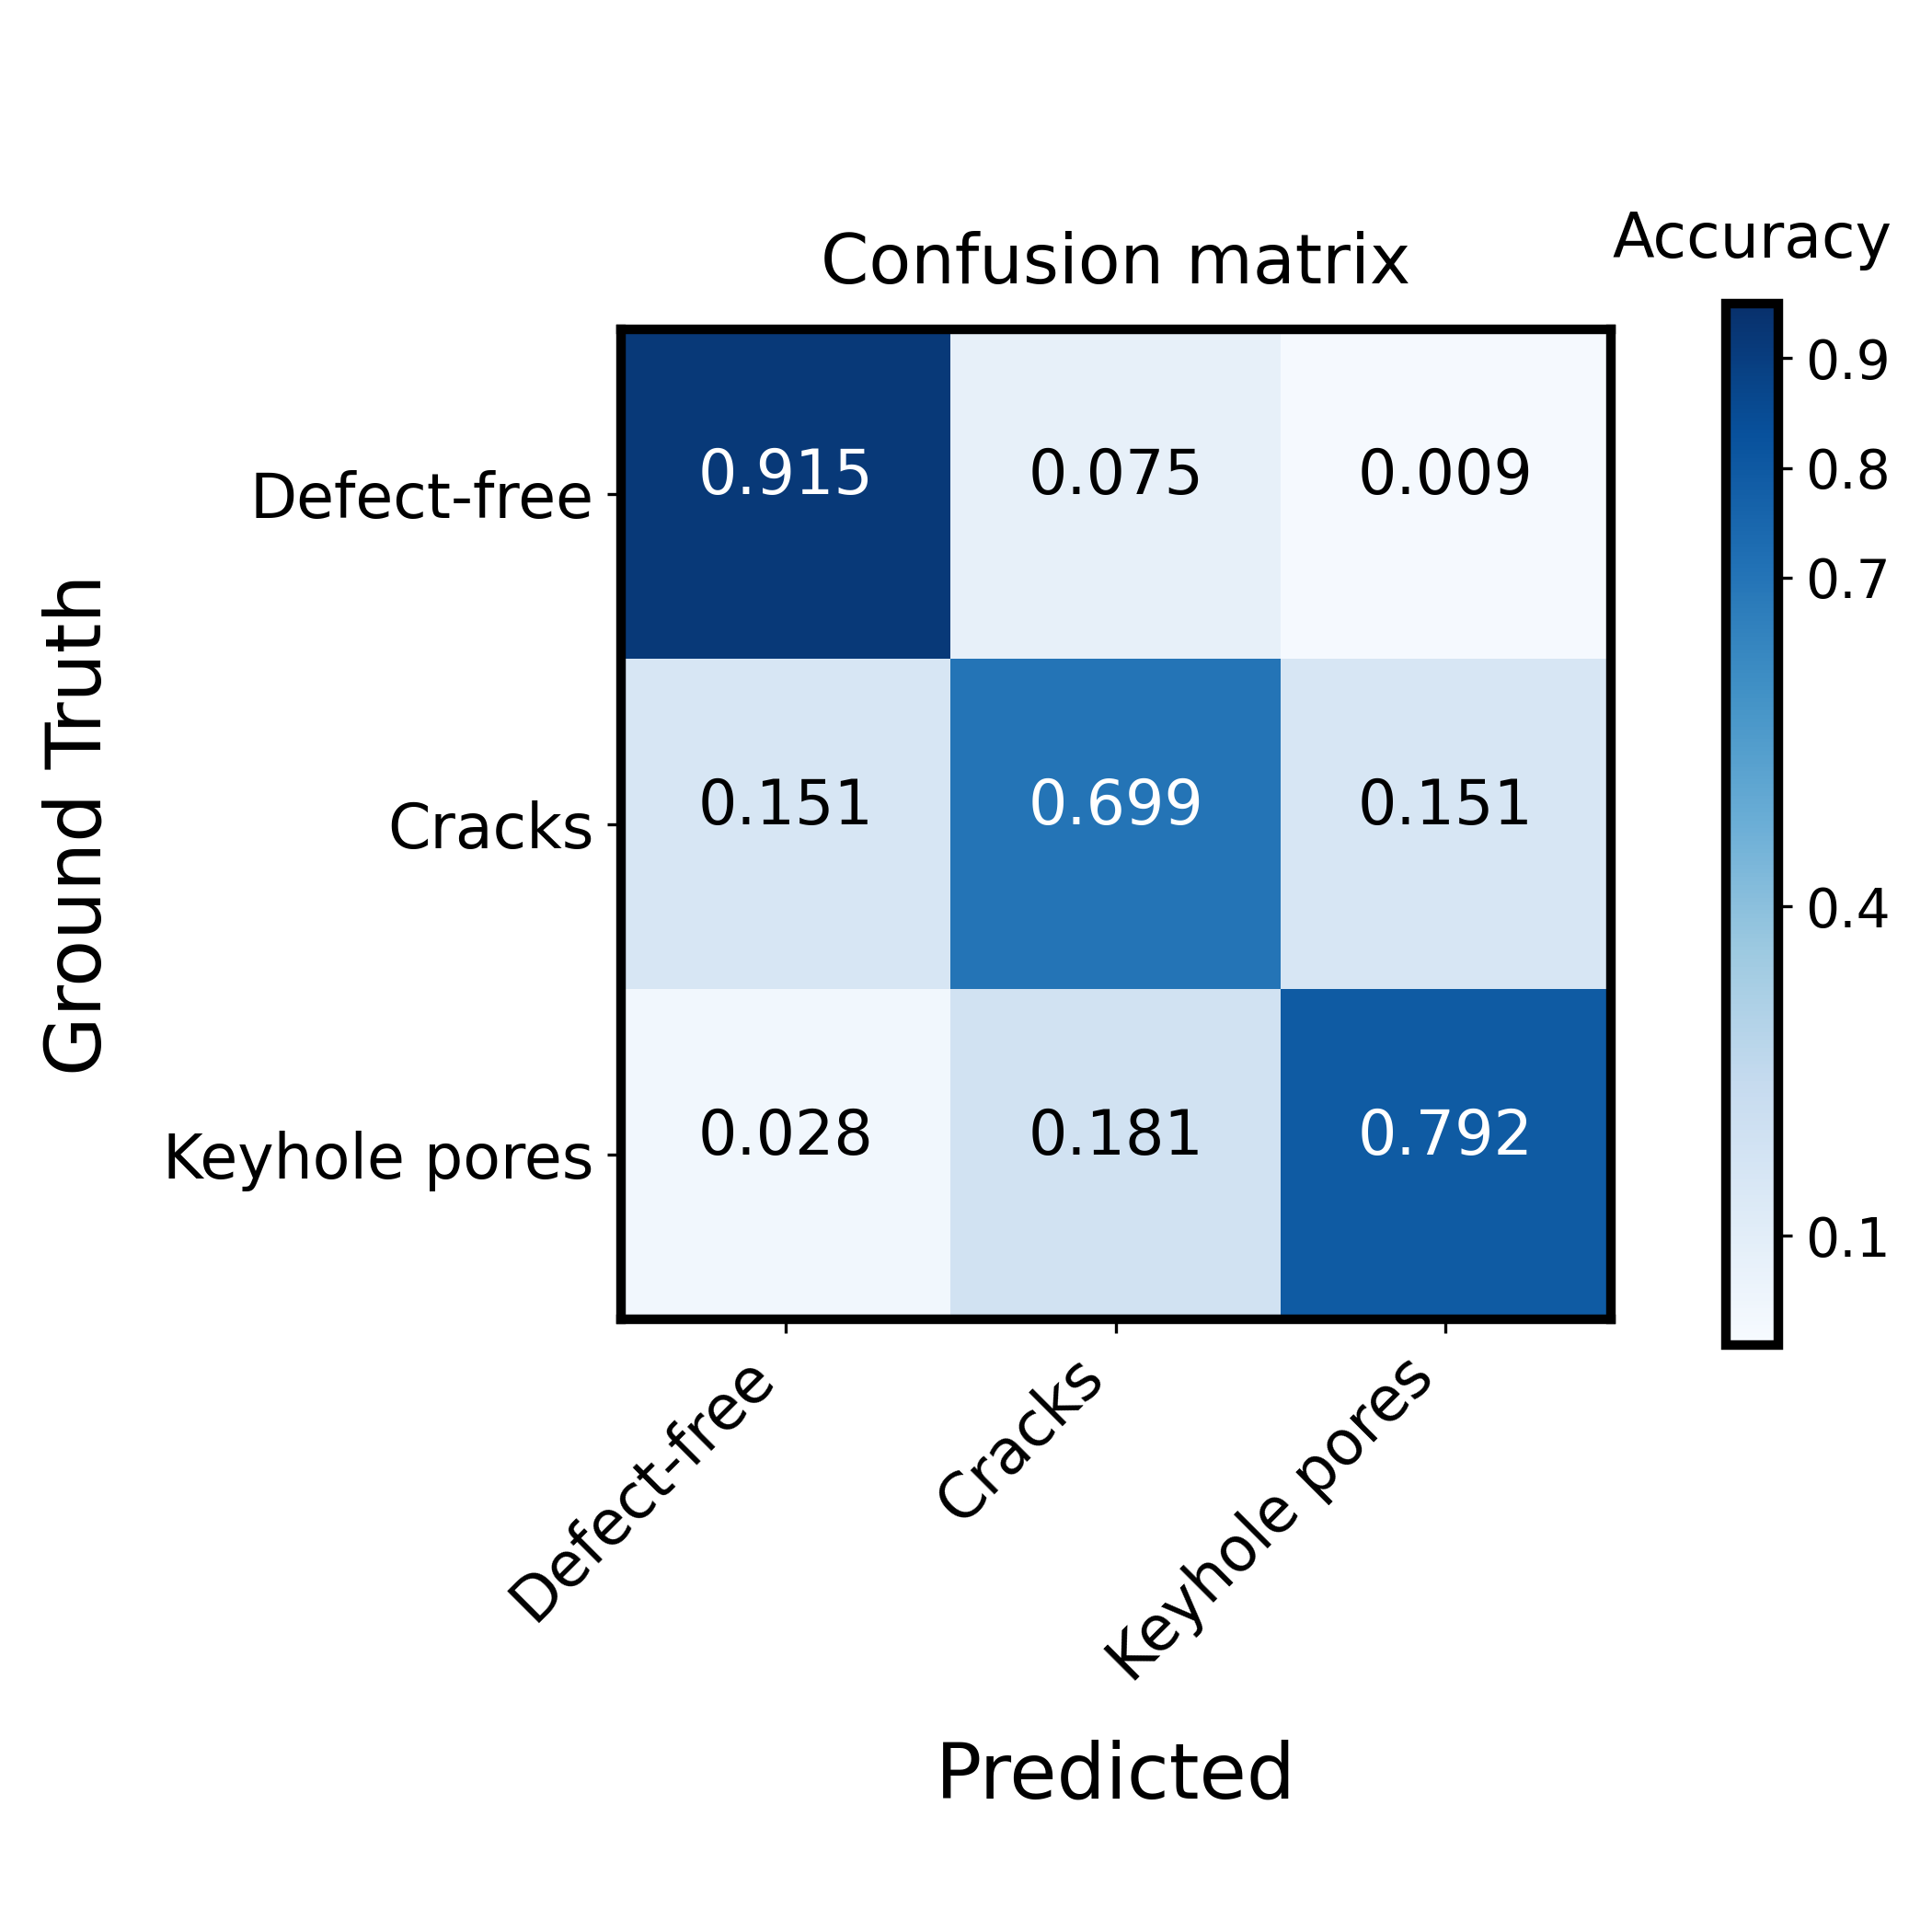 Accuracy
Confusion matrix
0.9
0.8
0.7
0.4
0.1
Ground Truth
Defect-free
0.915 0.075 0.009
Cracks
0.151 0.699 0.151
Keyhole pores
0.028 0.181 0.792
Defect-free
Cracks
Keyhole pores
Predicted